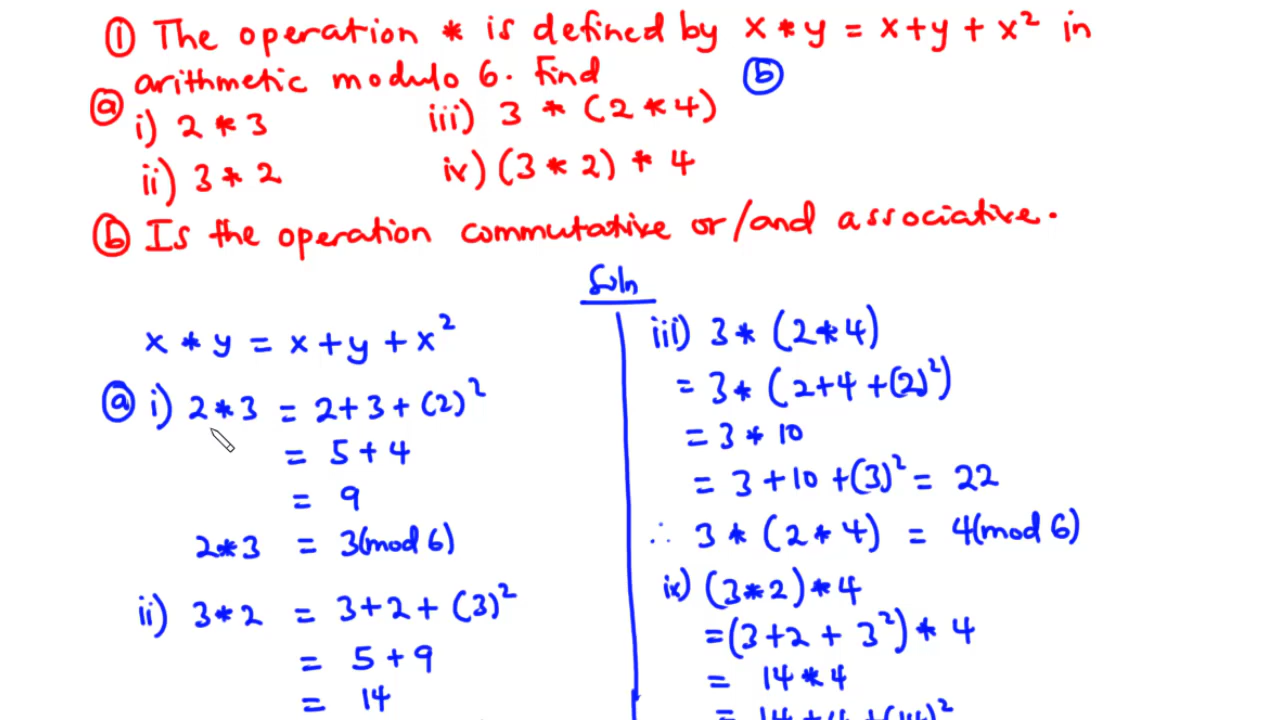 ① The operation * is defined by x * y = x+y + x² in
arithmetic modulo 6. Find ⓑ
ⓐ i) 2 * 3
ii) 3 * 2
iii) 3 * (2 * 4)
iv) (3 * 2) * 4
ⓑ Is the operation commutative or/and associative.
Soln
x * y = x+y +x²
ⓐ i) 2*3 = 2+3+(2)²
= 5+4
= 9
2*3 = 3(mod 6)
ii) 3*2 = 3+2+(3)²
= 5+9
= 14
iii) 3*(2*4)
= 3*(2+4+(2)²)
= 3 * 10
= 3+10+(3)² = 22
∴ 3 * (2 * 4) = 4(mod 6)
iv) (3*2)*4
=(3+2+3²)*4
= 14*4
= 14+4+(14)²